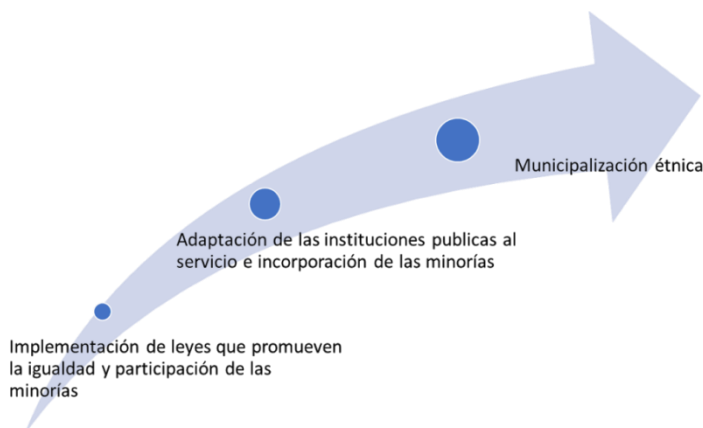 Municipalización étnica
Adaptación de las instituciones publicas al
servicio e incorporación de las minorías
Implementación de leyes que promueven
la igualdad y participación de las
minorías